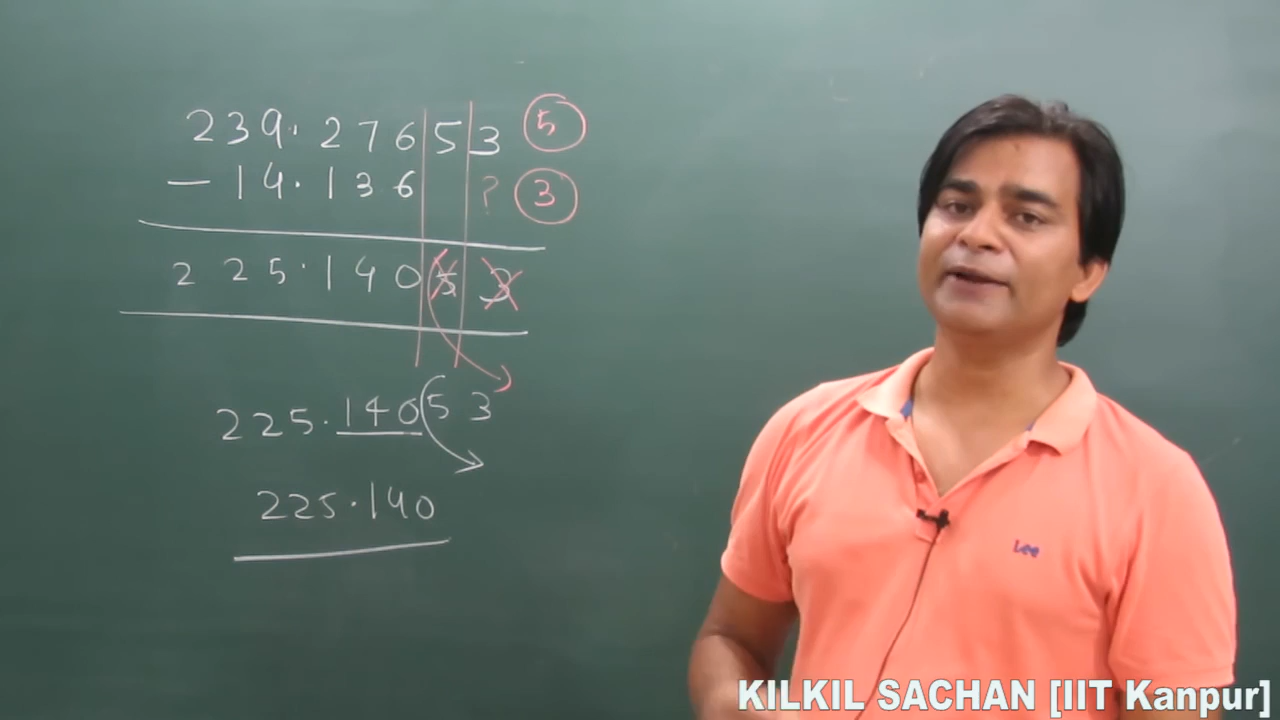 239.27653 5
- 14.136 ? 3
225.14053
225.14053
225.140
Lee
KILKIL SACHAN [IIT Kanpur]